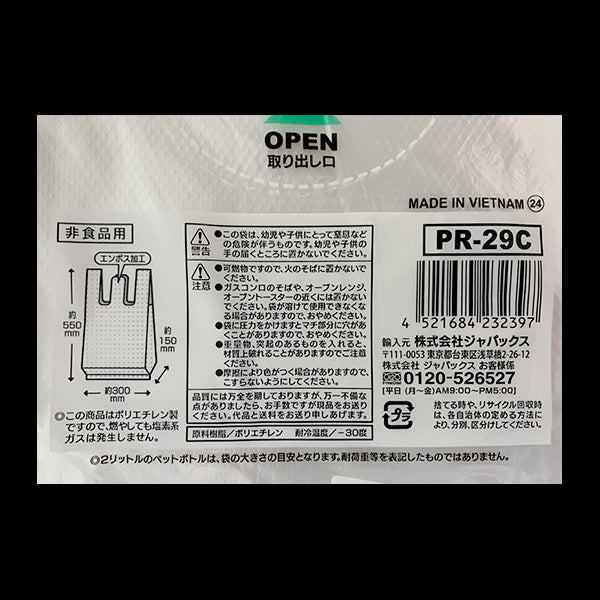 OPEN
取り出し口
MADE IN VIETNAM 24
非食品用
エンボス加工
約
550
mm
約
150
mm
約300
mm
◎この商品はポリエチレン製
ですので、燃やしても塩素系
ガスは発生しません。
警告
●この袋は、幼児や子供にとって窒息など
の危険が伴うものです。幼児や子供の
手の届くところに置かないでください。
注意
●可燃物ですので、火のそばに置かないで
ください。
●ガスコンロのそばや、オーブンレンジ、
オーブントースターの近くには置かない
でください。袋が溶けて使用できなくな
る場合がありますので、おやめください。
●袋に圧力をかけますとマチ部分に穴があ
くことがありますので、おやめください。
●重量物、突起のあるものを入れると、
材質上破れることがありますのでご注意
ください。
●摩擦により色がつく場合がありますので、
こすらないようにしてください。
品質には万全を期しておりますが、万一不備な
点がありましたら、お手数ですが現品をお送り
ください。代品と送料をお送り申しあげます。
原料樹脂/ポリエチレン 耐冷温度/-30度
PR-29C
4 521684 232397
輸入元 株式会社ジャパックス
〒111-0053 東京都台東区浅草橋2-26-12
株式会社 ジャパックス お客様係
0120-526527
[平日(月〜金)AM9:00〜PM5:00]
プラ
捨てる時や、リサイクル回収時
は、各自治体の定める方法に
より、分別、区分けしてください。
◎2リットルのペットボトルは、袋の大きさの目安となります。耐荷重等を表記したものではありません。